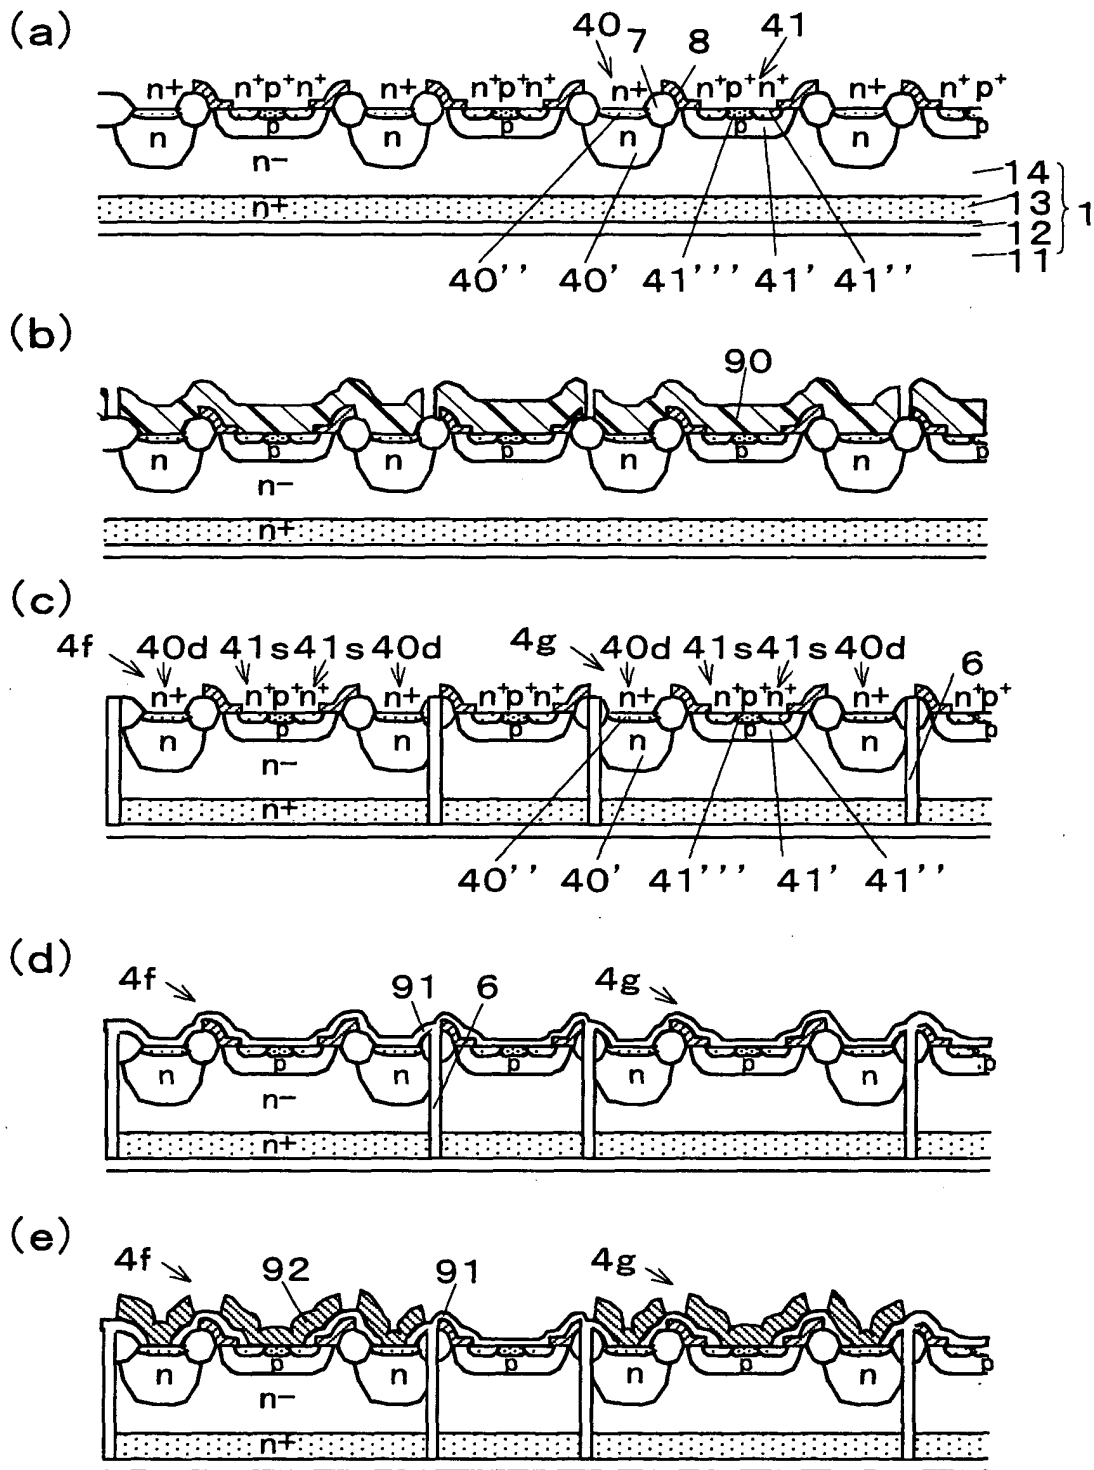 (a)
40 7 8 41
n+ n+p+n+ n+ n+p+n+ n+ n+p+n+ n+ n+p+
n p n p n p n p
n-
14
n+ 13 1
12
11
40'' 40' 41''' 41' 41''
(b)
90
n p n p n p n p
n-
n+
(c)
4f 40d 41s 41s 40d 4g 40d 41s 41s 40d 6
n+ n+p+n+ n+ n+p+n+ n+ n+p+n+ n+ n+p+
n p n p n p n p
n-
n+
40'' 40' 41''' 41' 41''
(d)
4f 91 6 4g
n p n p n p n p
n-
n+
(e)
4f 92 91 4g
n p n p n p n p
n-
n+